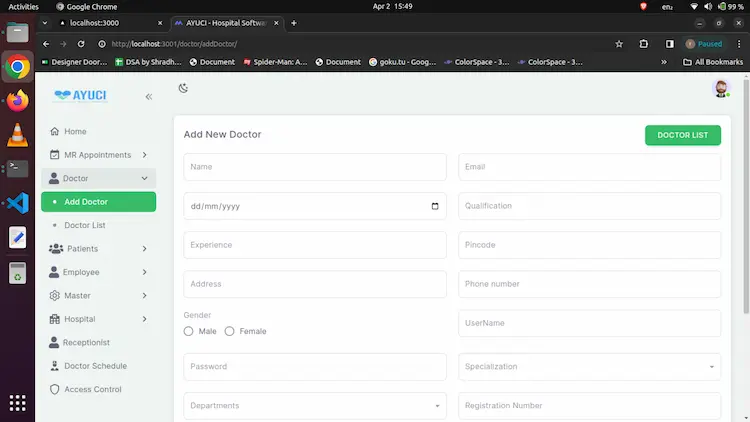 Activities
Google Chrome
Apr 2 15:49
en₂
99 %
localhost:3000
AYUCI - Hospital Softwa
http://localhost:3001/doctor/addDoctor/
Paused
Designer Door...
DSA by Shradh...
Document
Spider-Man: A...
Document
goku.tu - Goog...
ColorSpace - 3...
ColorSpace - 3...
»
All Bookmarks
AYUCI
Home
MR Appointments
Doctor
Add Doctor
Doctor List
Patients
Employee
Master
Hospital
Receptionist
Doctor Schedule
Access Control
Add New Doctor
DOCTOR LIST
Name
Email
dd/mm/yyyy
Qualification
Experience
Pincode
Address
Phone number
Gender
Male
Female
UserName
Password
Specialization
Departments
Registration Number